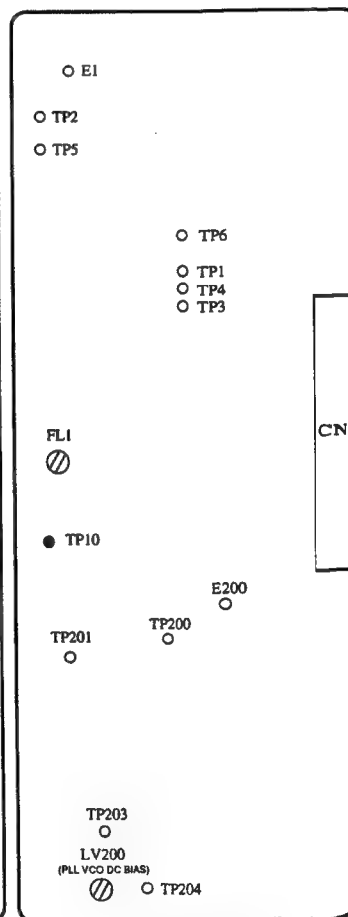 E1
TP2
TP5
TP6
TP1
TP4
TP3
CN
FL1
TP10
E200
TP200
TP201
TP203
LV200
(PLL VCO DC BIAS)
TP204